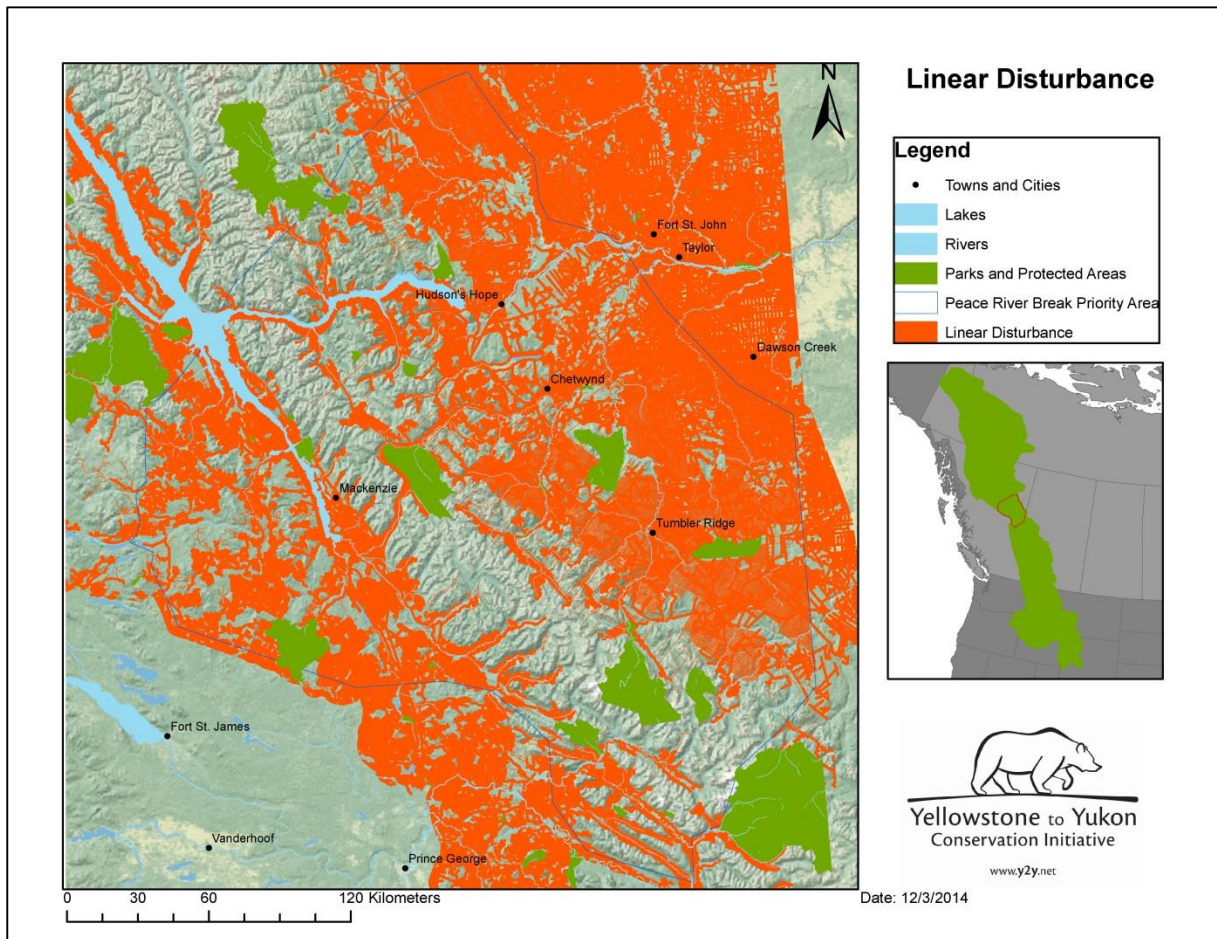 Linear Disturbance
N
Legend
Towns and Cities
Lakes
Rivers
Parks and Protected Areas
Peace River Break Priority Area
Linear Disturbance
Fort St. John
Taylor
Hudson's Hope
Dawson Creek
Chetwynd
Mackenzie
Tumbler Ridge
Fort St. James
Vanderhoof
Prince George
0 30 60 120 Kilometers
Date: 12/3/2014
Yellowstone to Yukon
Conservation Initiative
www.y2y.net